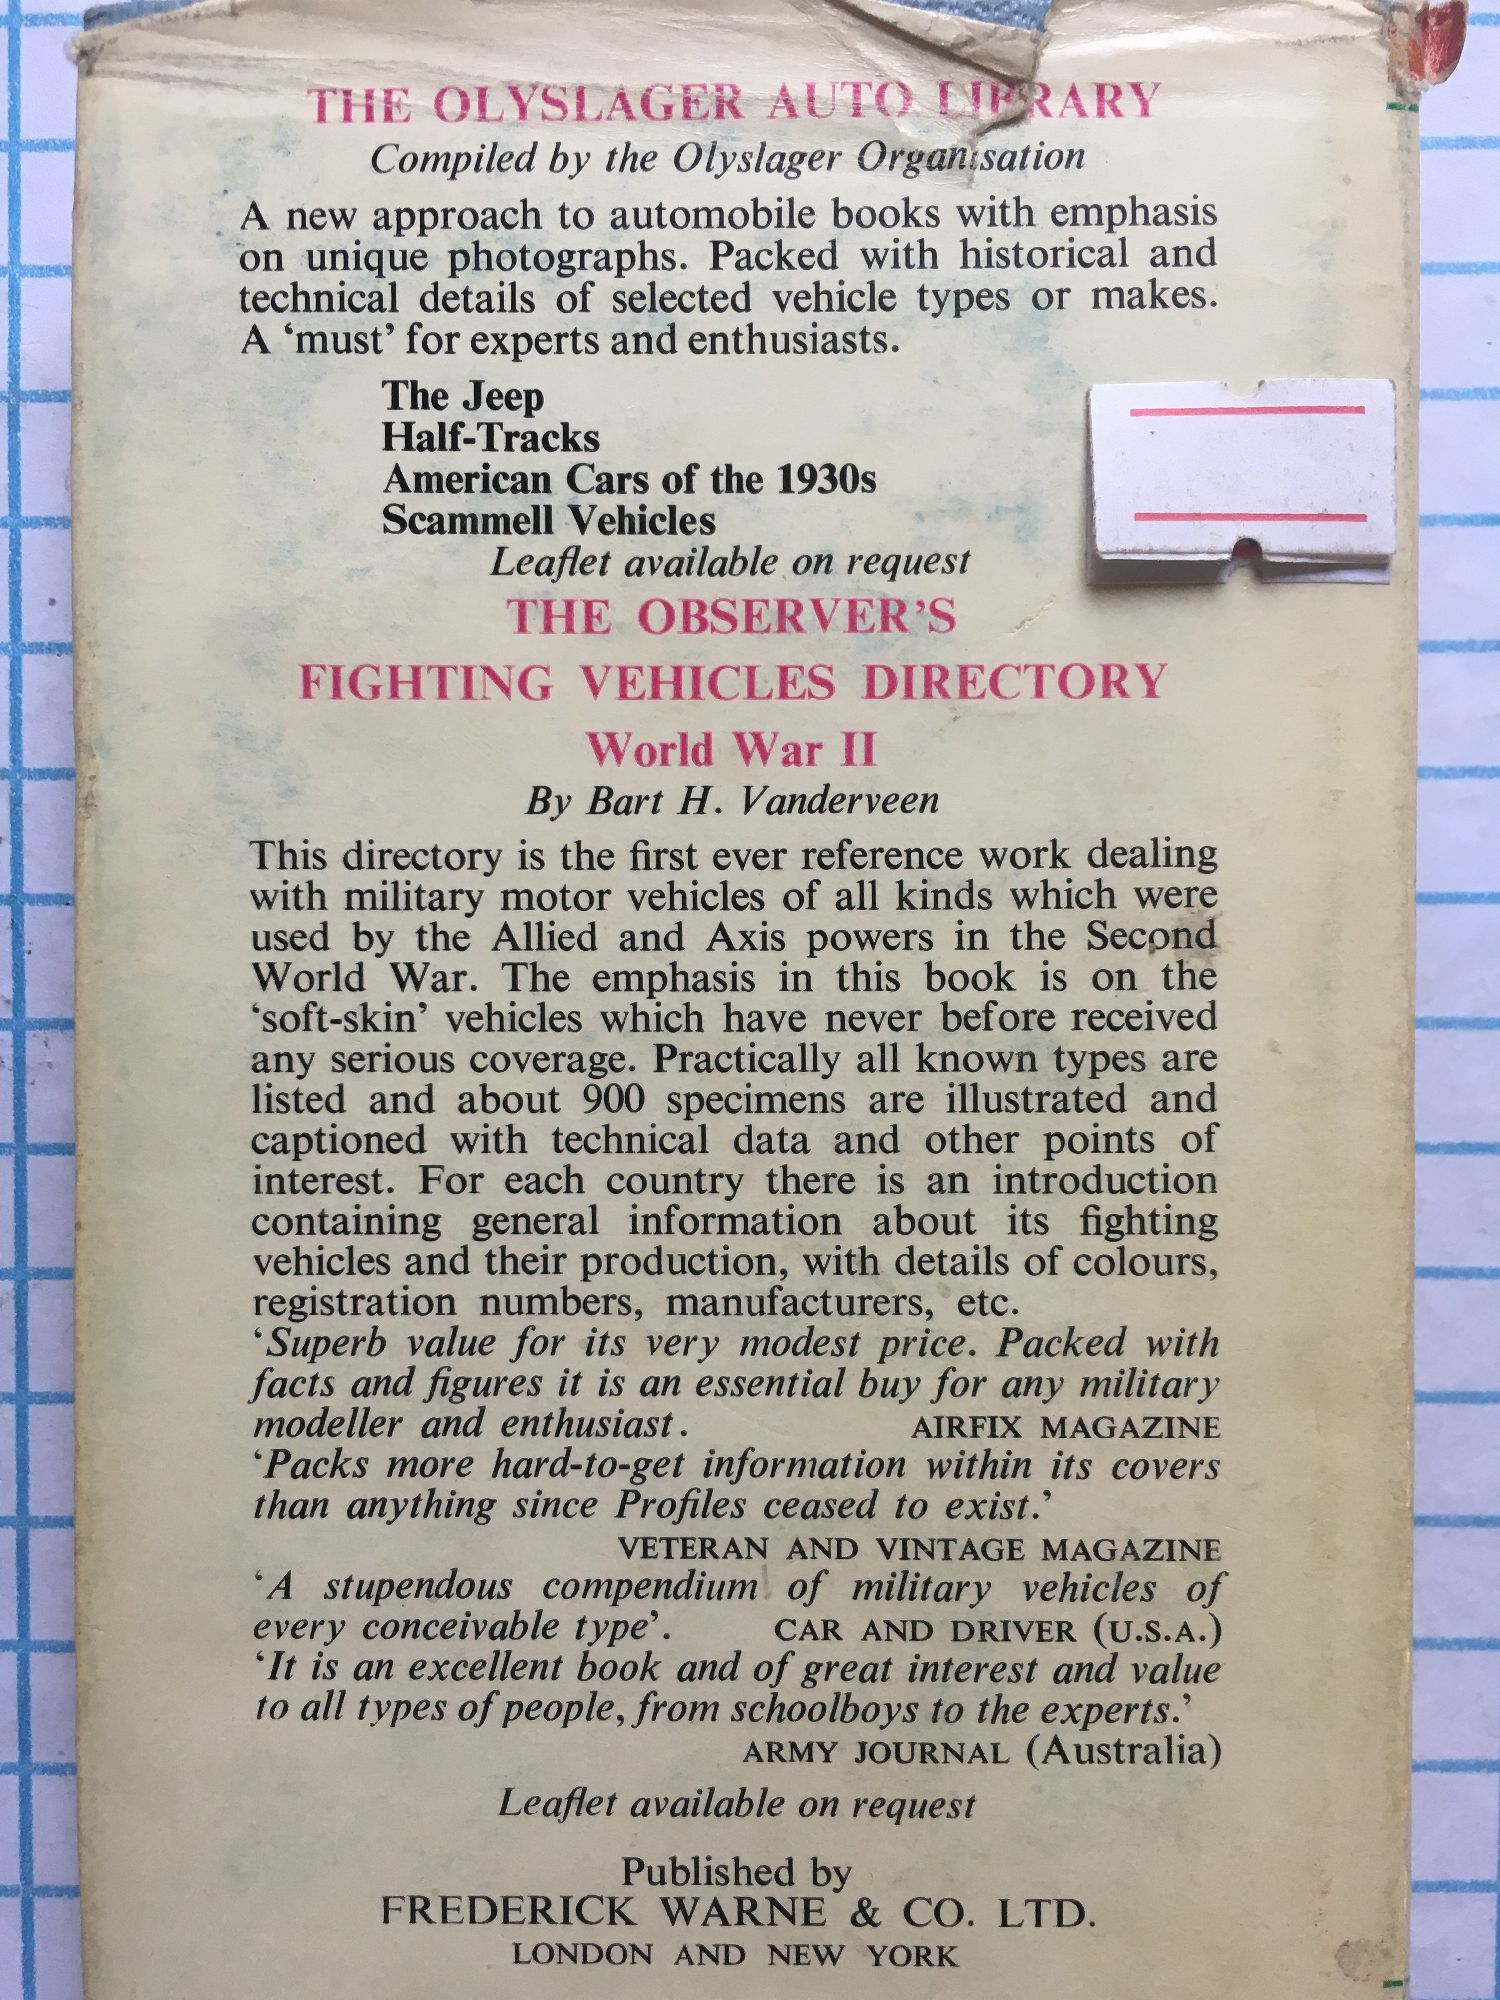 THE OLYSLAGER AUTO LIBRARY
Compiled by the Olyslager Organisation
A new approach to automobile books with emphasis
on unique photographs. Packed with historical and
technical details of selected vehicle types or makes.
A ‘must’ for experts and enthusiasts.
The Jeep
Half-Tracks
American Cars of the 1930s
Scammell Vehicles
Leaflet available on request
THE OBSERVER’S
FIGHTING VEHICLES DIRECTORY
World War II
By Bart H. Vanderveen
This directory is the first ever reference work dealing
with military motor vehicles of all kinds which were
used by the Allied and Axis powers in the Second
World War. The emphasis in this book is on the
‘soft-skin’ vehicles which have never before received
any serious coverage. Practically all known types are
listed and about 900 specimens are illustrated and
captioned with technical data and other points of
interest. For each country there is an introduction
containing general information about its fighting
vehicles and their production, with details of colours,
registration numbers, manufacturers, etc.
‘Superb value for its very modest price. Packed with
facts and figures it is an essential buy for any military
modeller and enthusiast. AIRFIX MAGAZINE
‘Packs more hard-to-get information within its covers
than anything since Profiles ceased to exist.’
VETERAN AND VINTAGE MAGAZINE
‘A stupendous compendium of military vehicles of
every conceivable type’. CAR AND DRIVER (U.S.A.)
‘It is an excellent book and of great interest and value
to all types of people, from schoolboys to the experts.’
ARMY JOURNAL (Australia)
Leaflet available on request
Published by
FREDERICK WARNE & CO. LTD.
LONDON AND NEW YORK